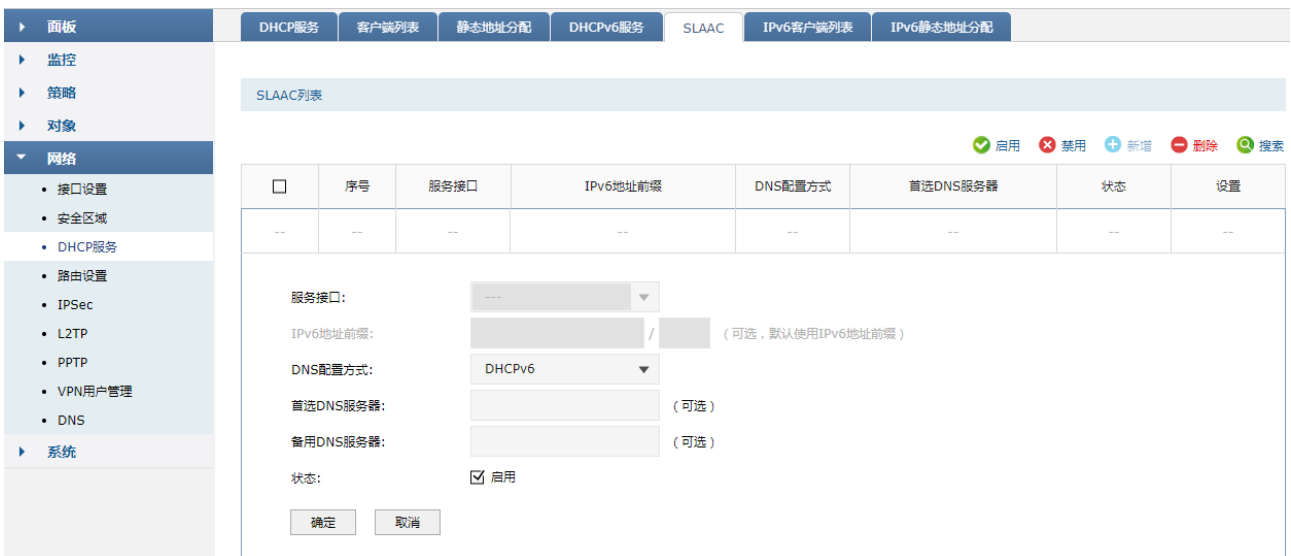 面板
监控
策略
对象
网络
接口设置
安全区域
DHCP服务
路由设置
IPSec
L2TP
PPTP
VPN用户管理
DNS
系统
DHCP服务 客户端列表 静态地址分配 DHCPv6服务 SLAAC IPv6客户端列表 IPv6静态地址分配
SLAAC列表
启用 禁用 新增 删除 搜索
序号 服务接口 IPv6地址前缀 DNS配置方式 首选DNS服务器 状态 设置
-- -- -- -- -- -- -- --
服务接口: ---
IPv6地址前缀: / (可选,默认使用IPv6地址前缀)
DNS配置方式: DHCPv6
首选DNS服务器: (可选)
备用DNS服务器: (可选)
状态: 启用
确定 取消